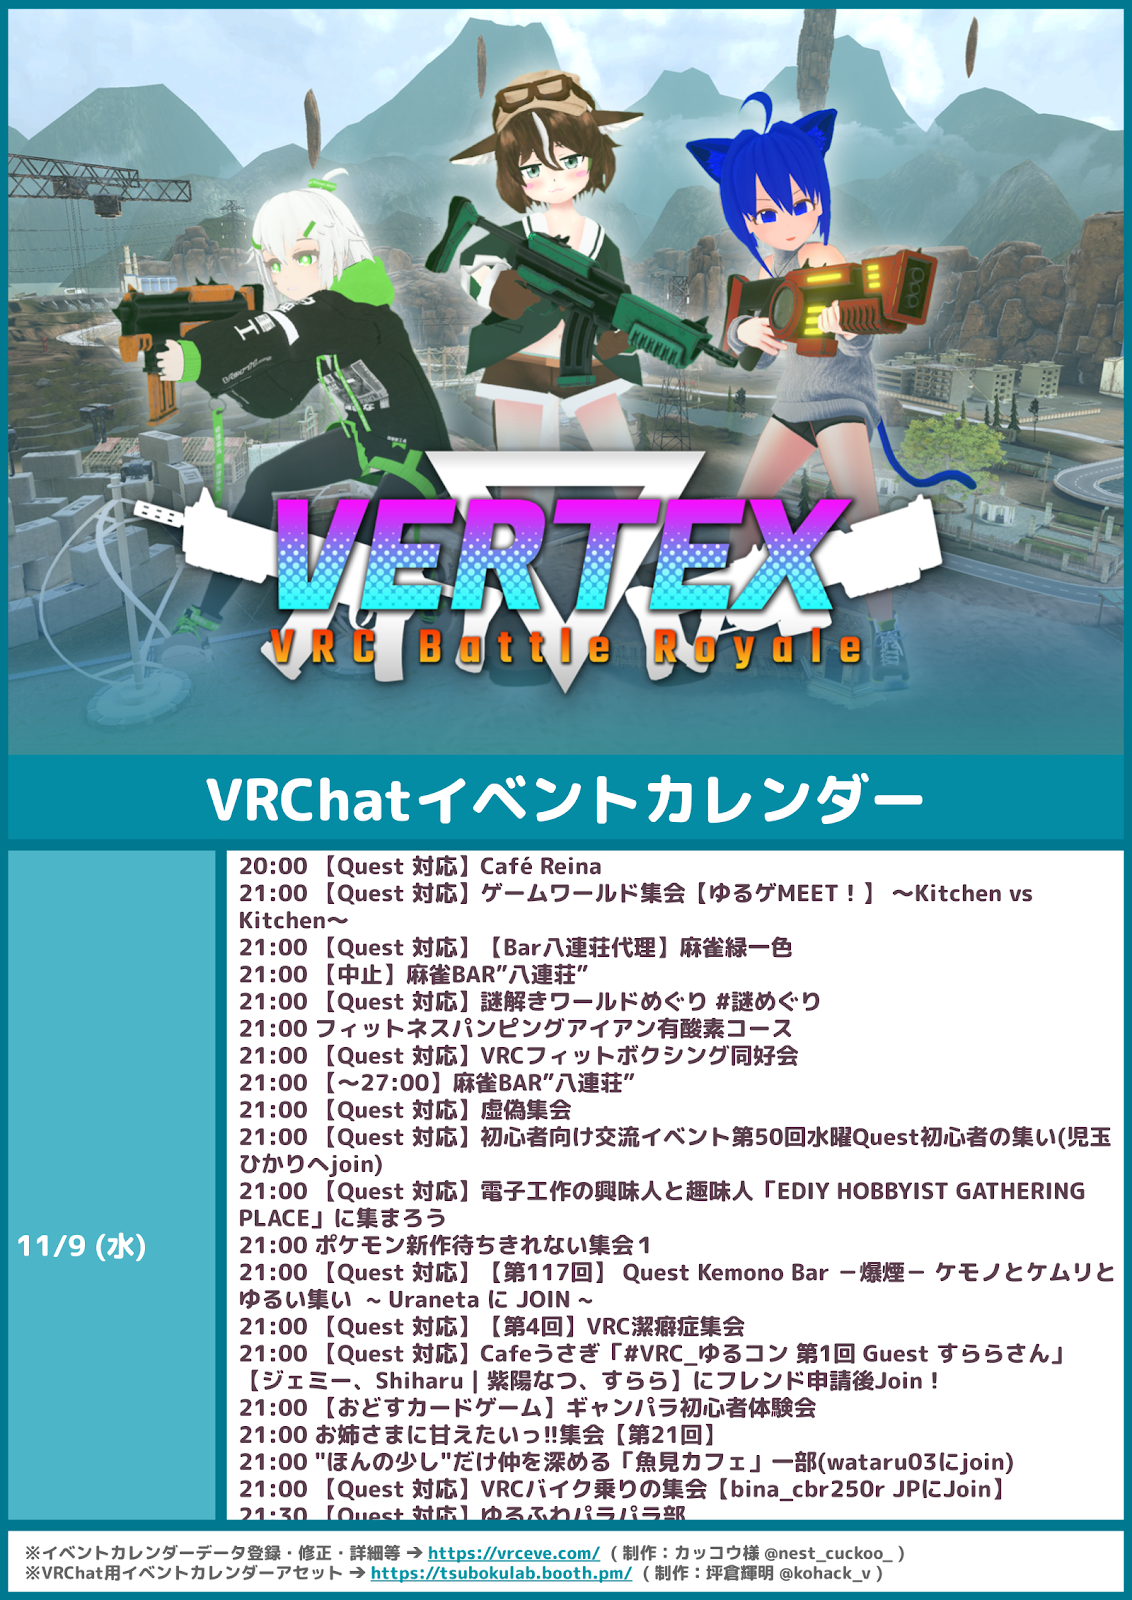 VERTEX
VRC Battle Royale
VRChatイベントカレンダー
11/9 (水)
20:00 【Quest 対応】Café Reina
21:00 【Quest 対応】ゲームワールド集会【ゆるゲMEET！】 ～Kitchen vs
Kitchen～
21:00 【Quest 対応】【Bar八連荘代理】麻雀緑一色
21:00 【中止】麻雀BAR”八連荘”
21:00 【Quest 対応】謎解きワールドめぐり #謎めぐり
21:00 フィットネスパンピングアイアン有酸素コース
21:00 【Quest 対応】VRCフィットボクシング同好会
21:00 【～27:00】麻雀BAR”八連荘”
21:00 【Quest 対応】虚偽集会
21:00 【Quest 対応】初心者向け交流イベント第50回水曜Quest初心者の集い(児玉
ひかりへjoin)
21:00 【Quest 対応】電子工作の興味人と趣味人「EDIY HOBBYIST GATHERING
PLACE」に集まろう
21:00 ポケモン新作待ちきれない集会１
21:00 【Quest 対応】【第117回】 Quest Kemono Bar －爆煙－ ケモノとケムリと
ゆるい集い ~ Uraneta に JOIN ~
21:00 【Quest 対応】【第4回】VRC潔癖症集会
21:00 【Quest 対応】Cafeうさぎ「#VRC_ゆるコン 第1回 Guest すららさん」
【ジェミー、Shiharu | 紫陽なつ、すらら】にフレンド申請後Join！
21:00 【おどすカードゲーム】ギャンパラ初心者体験会
21:00 お姉さまに甘えたいっ!!集会【第21回】
21:00 "ほんの少し"だけ仲を深める「魚見カフェ」一部(wataru03にjoin)
21:00 【Quest 対応】VRCバイク乗りの集会【bina_cbr250r JPにJoin】
21:30 【Quest 対応】ゆるふわパラパラ部
※イベントカレンダーデータ登録・修正・詳細等 → https://vrceve.com/ ( 制作：カッコウ様 @nest_cuckoo_ )
※VRChat用イベントカレンダーアセット → https://tsubokulab.booth.pm/ ( 制作：坪倉輝明 @kohack_v )